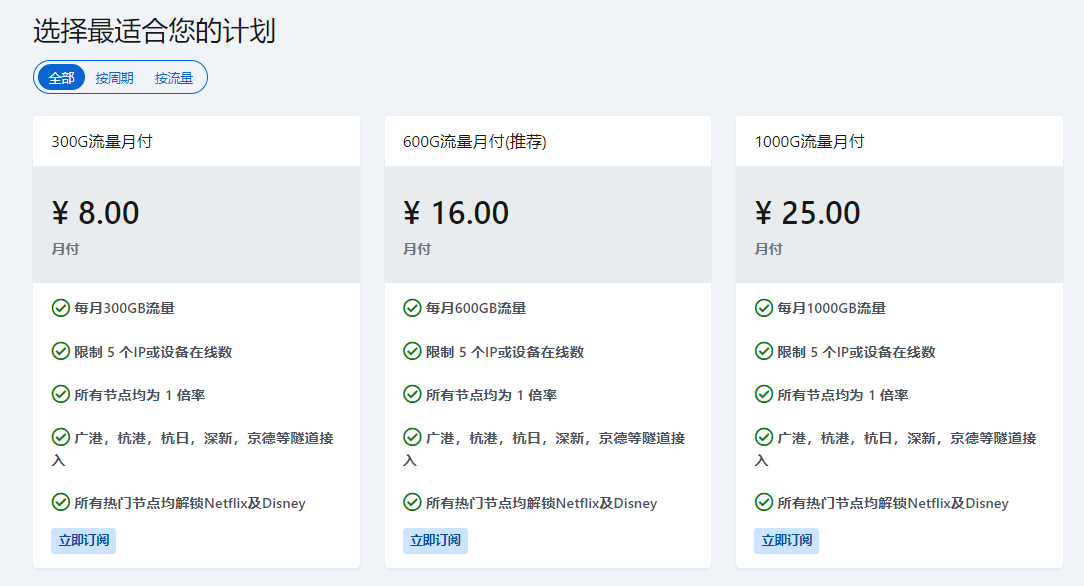 选择最适合您的计划
全部 按周期 按流量
300G流量月付
¥ 8.00
月付
每月300GB流量
限制 5 个IP或设备在线数
所有节点均为 1 倍率
广港，杭港，杭日，深新，京德等隧道接
入
所有热门节点均解锁Netflix及Disney
立即订阅
600G流量月付(推荐)
¥ 16.00
月付
每月600GB流量
限制 5 个IP或设备在线数
所有节点均为 1 倍率
广港，杭港，杭日，深新，京德等隧道接
入
所有热门节点均解锁Netflix及Disney
立即订阅
1000G流量月付
¥ 25.00
月付
每月1000GB流量
限制 5 个IP或设备在线数
所有节点均为 1 倍率
广港，杭港，杭日，深新，京德等隧道接
入
所有热门节点均解锁Netflix及Disney
立即订阅